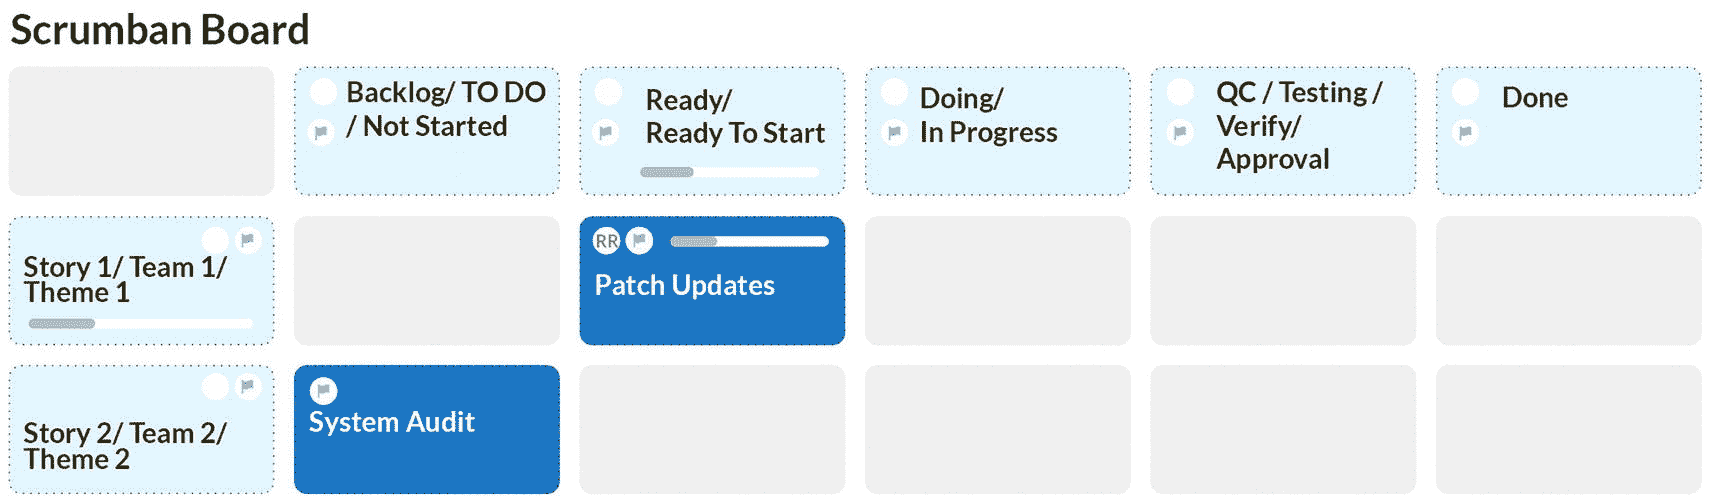 Scrumban Board
Backlog/ TO DO
/ Not Started
Ready/
Ready To Start
Doing/
In Progress
QC / Testing /
Verify/
Approval
Done
Story 1/ Team 1/
Theme 1
RR
Patch Updates
Story 2/ Team 2/
Theme 2
System Audit